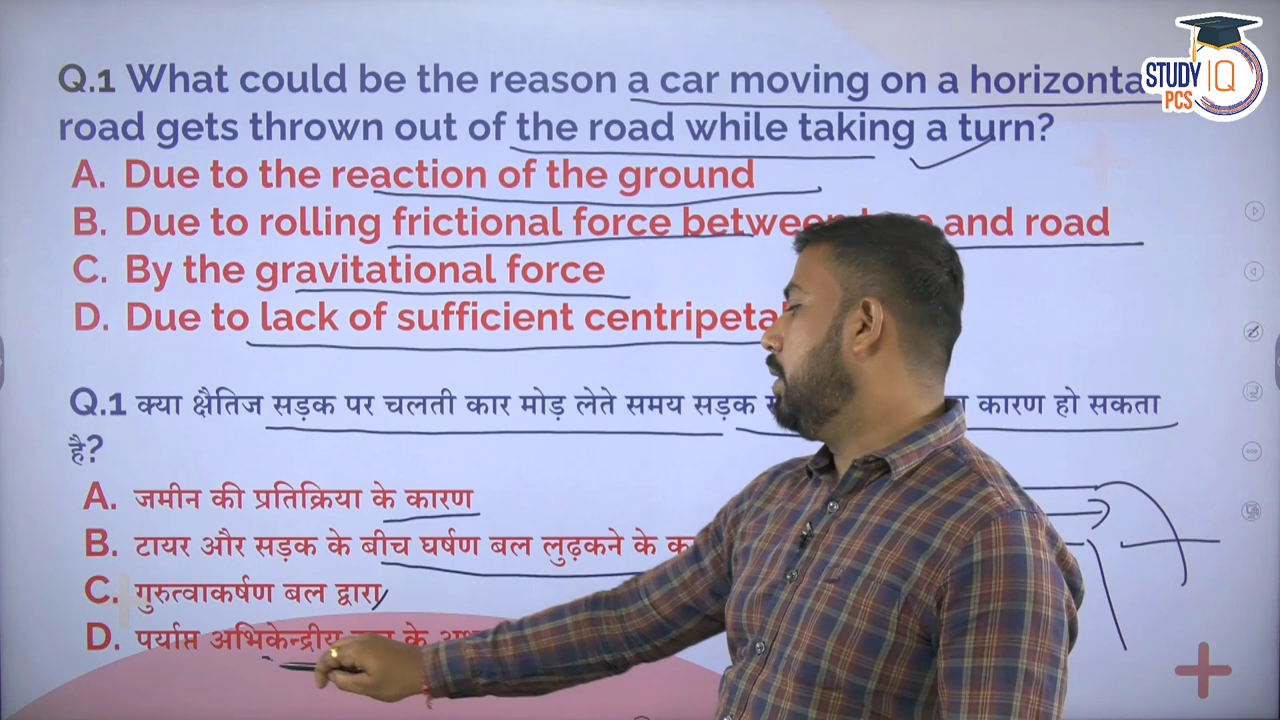 Q.1 What could be the reason a car moving on a
road gets thrown out of the road while taking a turn?
A. Due to the reaction of the ground
B. Due to rolling frictional force and road
C. By the gravitational force
D. Due to lack of sufficient
Q.1 क्या क्षैतिज सड़क पर चलती कार मोड़ लेते समय सड़क कारण हो सकता
है?
A. जमीन की प्रतिक्रिया के कारण
B. टायर और सड़क के बीच घर्षण बल लुढ़कने के
C. गुरुत्वाकर्षण बल द्वारा
D. पर्याप्त अभिकेन्द्रीय के
STUDY IQ
PCS